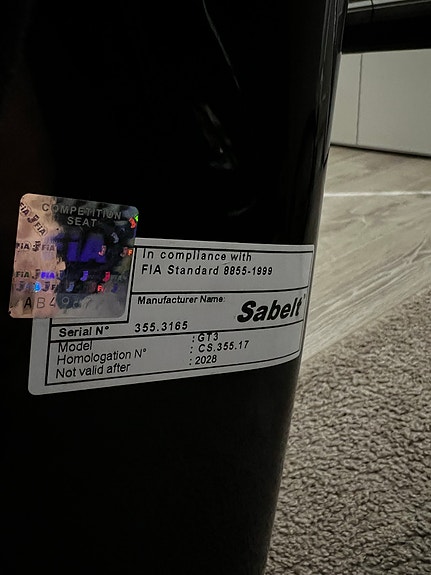 COMPETITION
SEAT
FIA
In compliance with
FIA Standard 8855-1999
Manufacturer Name:
Sabelt
Serial N° 355.3165
Model : GT3
Homologation N° : CS.355.17
Not valid after : 2028